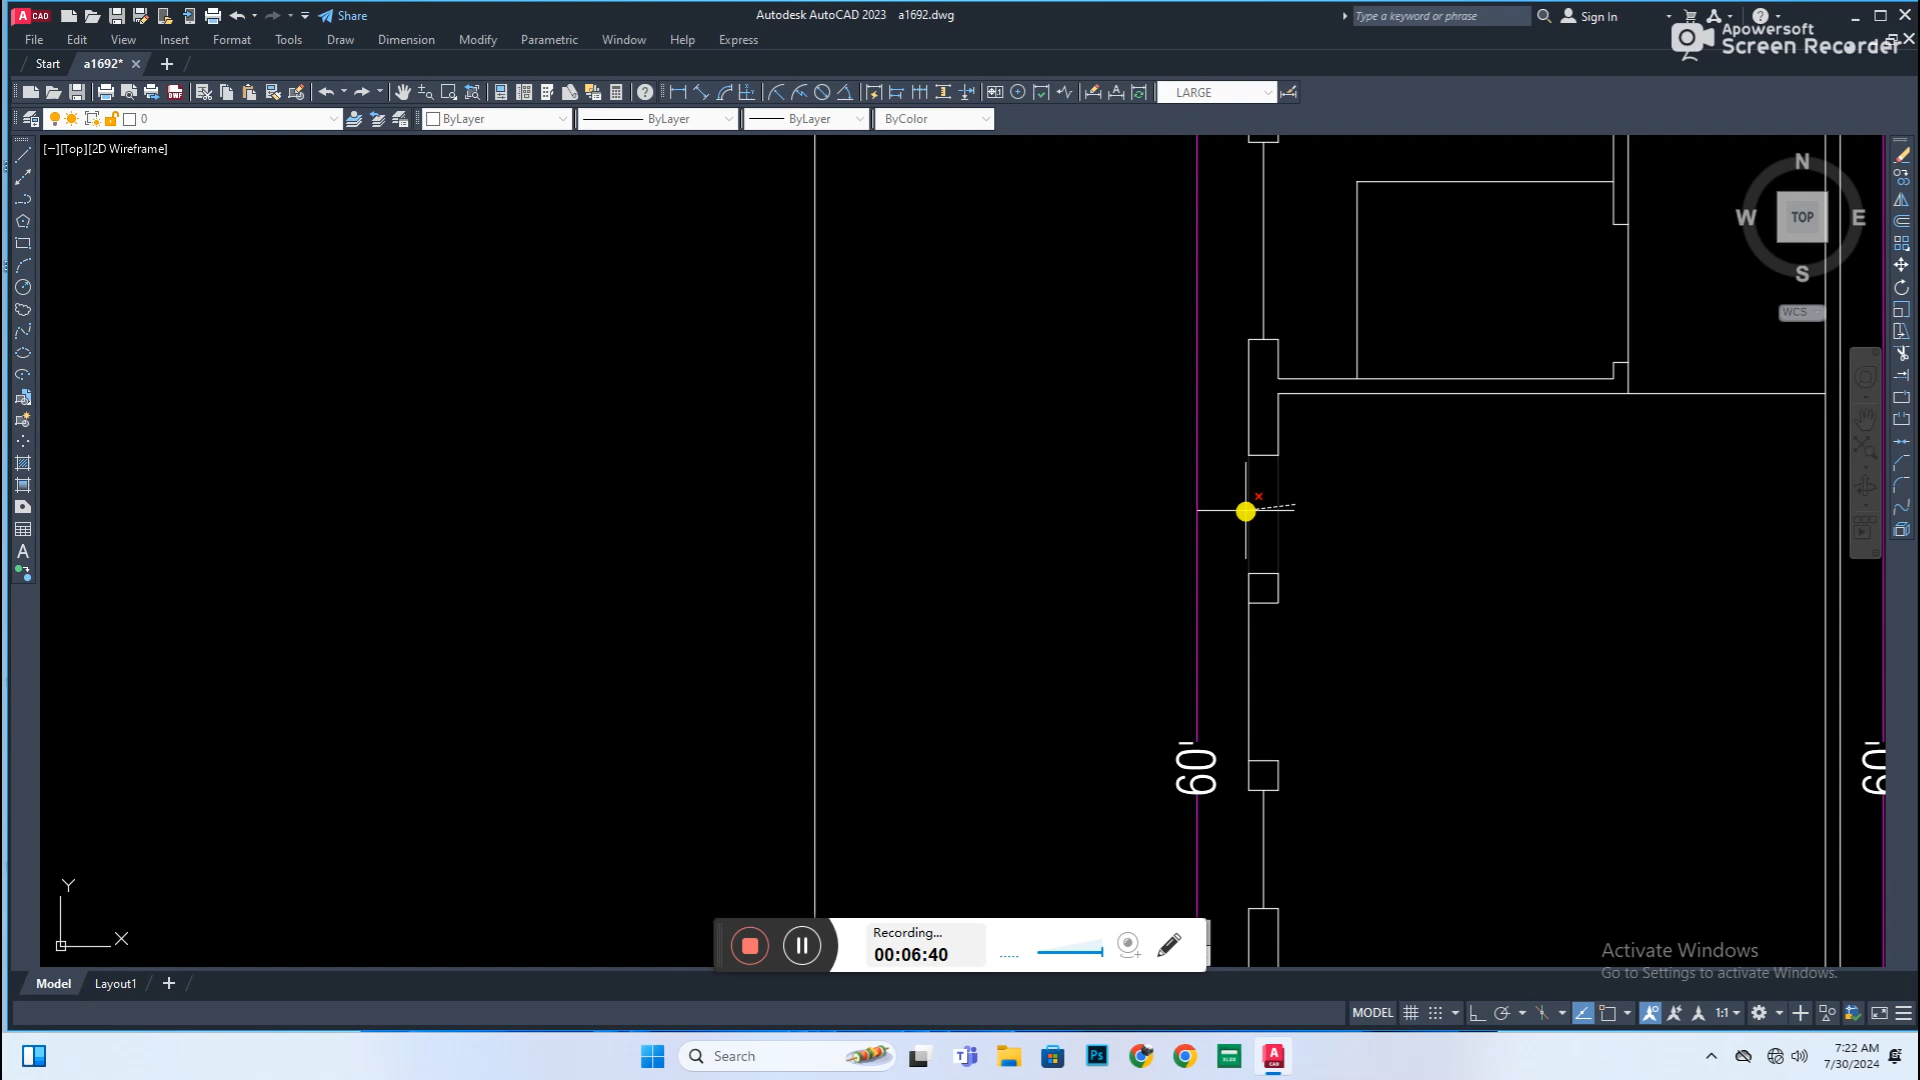 CAD
Share
Autodesk AutoCAD 2023 a1692.dwg
Type a keyword or phrase
Sign In
Apowersoft
Screen Recorder
File Edit View Insert Format Tools Draw Dimension Modify Parametric Window Help Express
Start a1692*
LARGE
0 ByLayer ByLayer ByLayer ByColor
[−][Top][2D Wireframe]
N
W TOP E
S
WCS
60'
60'
Y
X
Recording...
00:06:40
Activate Windows
Go to Settings to activate Windows.
Model Layout1
MODEL 1:1
Search
7:22 AM
7/30/2024